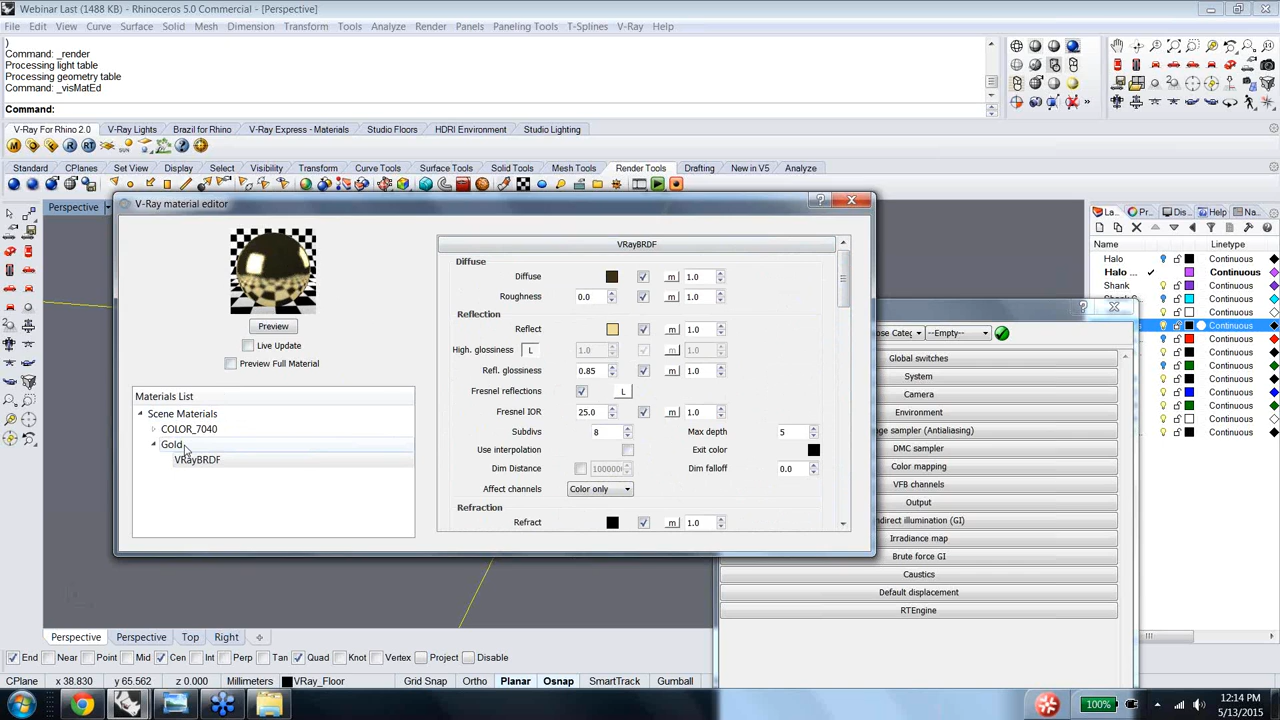 Webinar Last (1488 KB) - Rhinoceros 5.0 Commercial - [Perspective]
File Edit View Curve Surface Solid Mesh Dimension Transform Tools Analyze Render Panels Paneling Tools T-Splines V-Ray Help
)
Command: _render
Processing light table
Processing geometry table
Command: _visMatEd
Command:
V-Ray For Rhino 2.0 V-Ray Lights Brazil for Rhino V-Ray Express - Materials Studio Floors HDRI Environment Studio Lighting
Standard CPlanes Set View Display Select Visibility Transform Curve Tools Surface Tools Solid Tools Mesh Tools Render Tools Drafting New in V5 Analyze
Perspective
V-Ray material editor
Preview
Live Update
Preview Full Material
Materials List
Scene Materials
COLOR_7040
Gold
VRayBRDF
VRayBRDF
Diffuse
Diffuse m 1.0
Roughness 0.0 m 1.0
Reflection
Reflect m 1.0
High. glossiness L 1.0 m 1.0
Refl. glossiness 0.85 m 1.0
Fresnel reflections L
Fresnel IOR 25.0 m 1.0
Subdivs 8 Max depth 5
Use interpolation Exit color
Dim Distance 1000000 Dim falloff 0.0
Affect channels Color only
Refraction
Refract m 1.0
La... Pr... Dis... Help Na...
Name Linetype
Halo Continuous
Halo ... Continuous
Shank Continuous
Continuous
Continuous
Continuous
Continuous
Continuous
Continuous
Continuous
Continuous
Continuous
--Empty--
Global switches
System
Camera
Environment
sampler (Antialiasing)
DMC sampler
Color mapping
VFB channels
Output
ndirect illumination (GI)
Irradiance map
Brute force GI
Caustics
Default displacement
RTEngine
Perspective Perspective Top Right
End Near Point Mid Cen Int Perp Tan Quad Knot Vertex Project Disable
CPlane x 38.830 y 65.562 z 0.000 Millimeters VRay_Floor Grid Snap Ortho Planar Osnap SmartTrack Gumball
100% 12:14 PM
5/13/2015